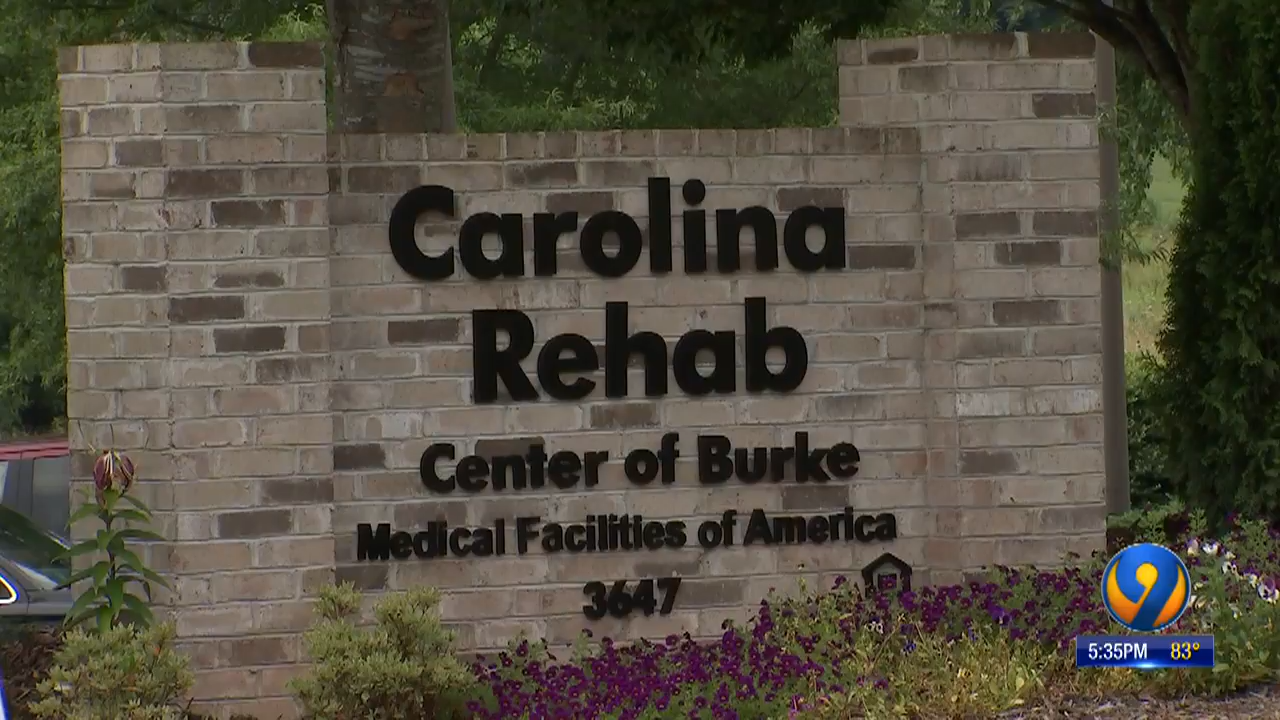 Carolina
Rehab
Center of Burke
Medical Facilities of America
3647
9
5:35PM 83°